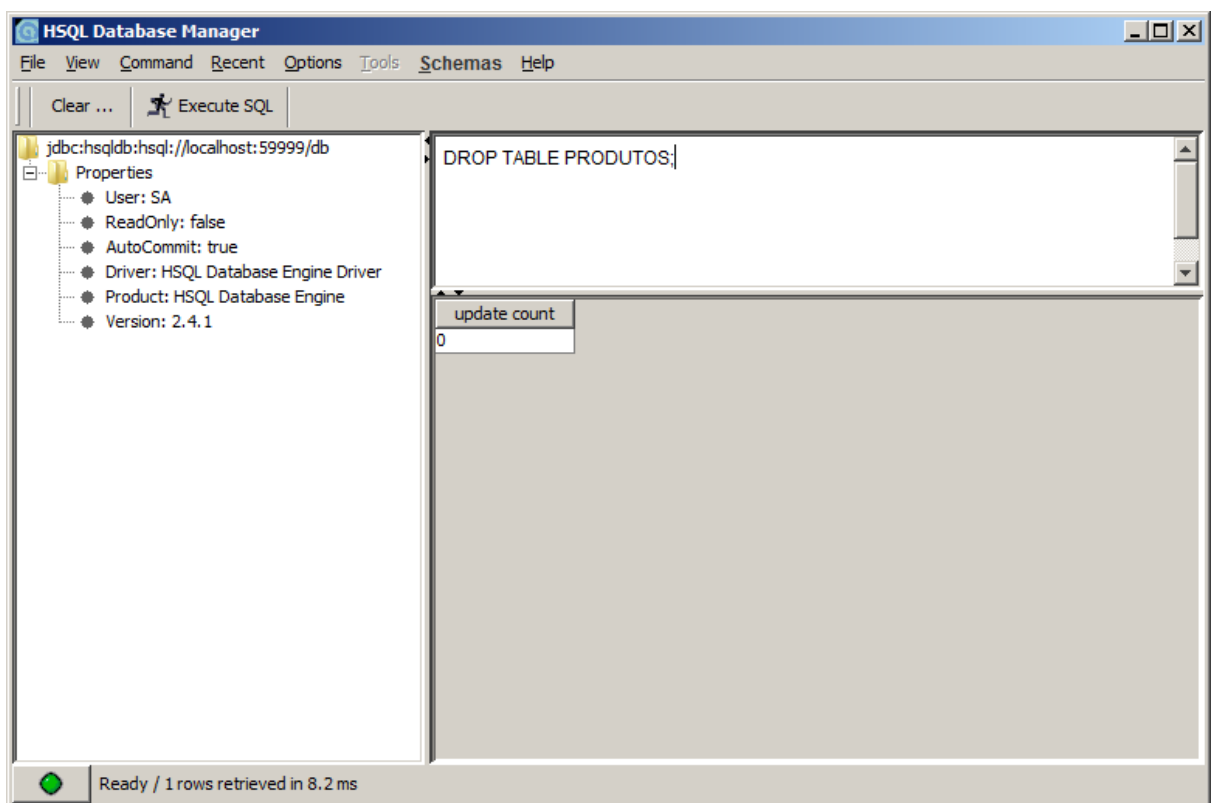 HSQL Database Manager
File View Command Recent Options Tools Schemas Help
Clear ... Execute SQL
jdbc:hsqldb:hsql://localhost:59999/db
Properties
User: SA
ReadOnly: false
AutoCommit: true
Driver: HSQL Database Engine Driver
Product: HSQL Database Engine
Version: 2.4.1
DROP TABLE PRODUTOS;
update count
0
Ready / 1 rows retrieved in 8.2 ms